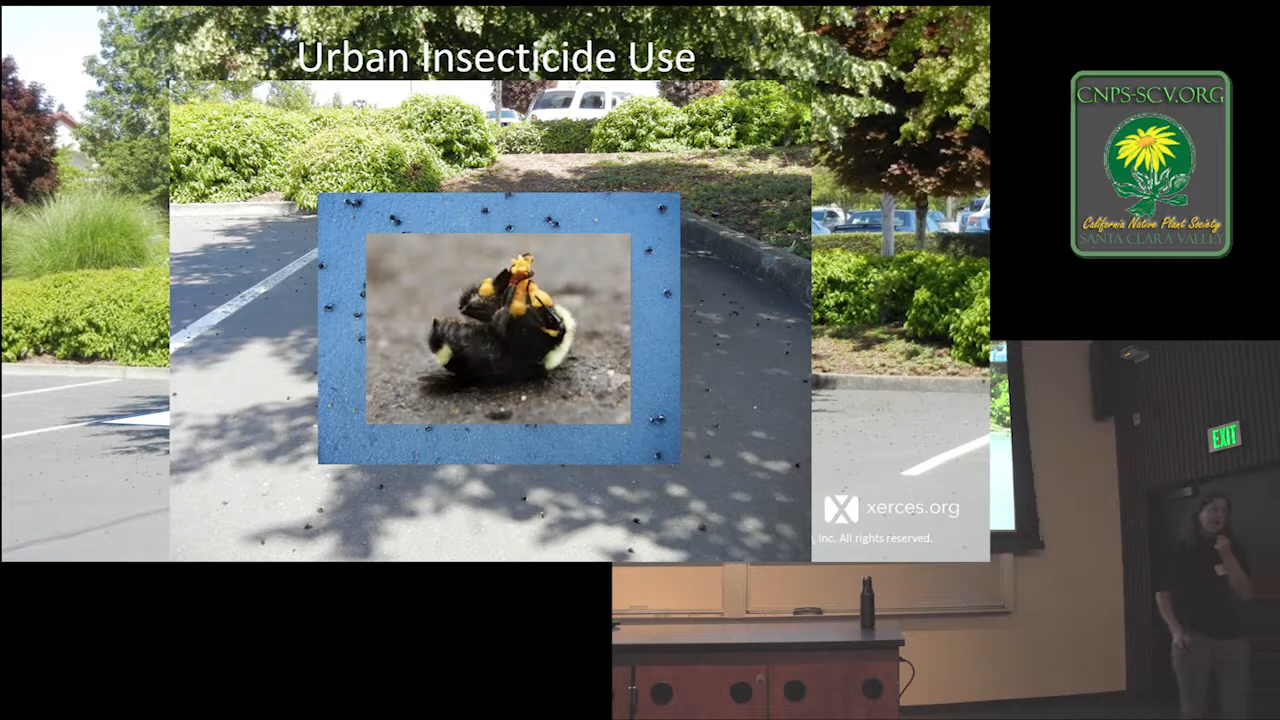 Urban Insecticide Use
CNPS-SCV.ORG
California Native Plant Society
SANTA CLARA VALLEY
EXIT
xerces.org
, Inc. All rights reserved.